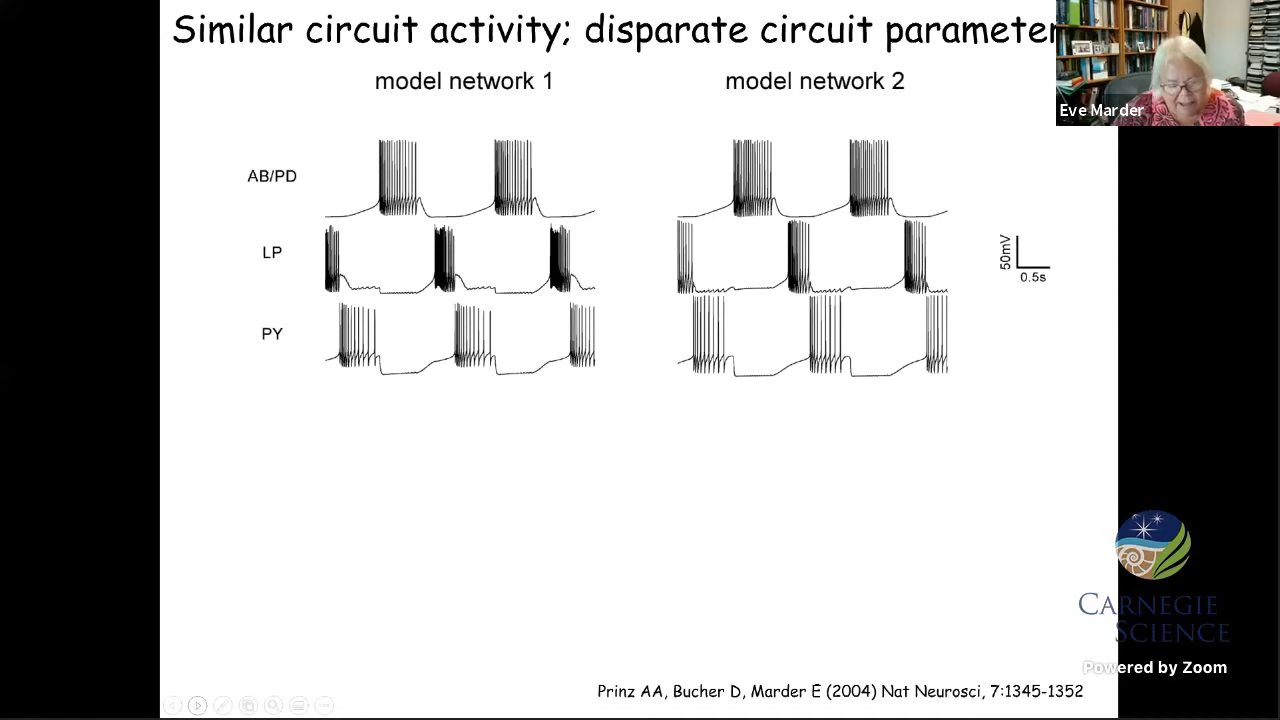 Similar circuit activity; disparate circuit parameter
model network 1
model network 2
Eve Marder
AB/PD
LP
PY
50mV
0.5s
CARNEGIE
SCIENCE
Powered by Zoom
Prinz AA, Bucher D, Marder E (2004) Nat Neurosci, 7:1345-1352